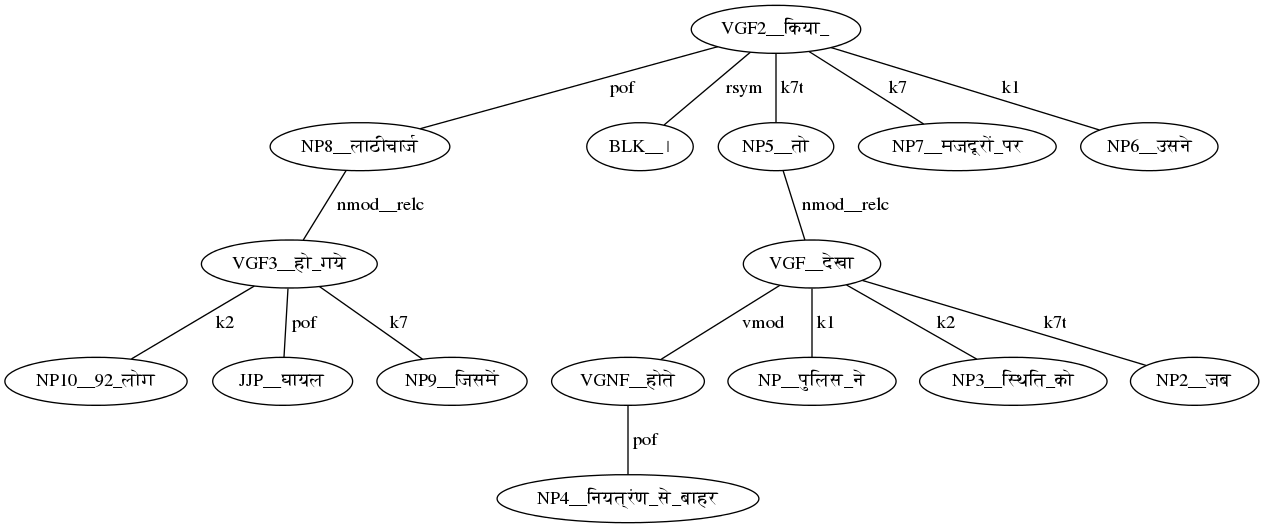 VGF2__किया_
pof rsym k7t k7 k1
NP8__लाठीचार्ज BLK__। NP5__तो NP7__मजदूरों_पर NP6__उसने
nmod__relc nmod__relc
VGF3__हो_गये VGF__देखा
k2 pof k7 vmod k1 k2 k7t
NP10__92_लोग JJP__घायल NP9__जिसमें VGNF__होते NP__पुलिस_ने NP3__स्थिति_को NP2__जब
pof
NP4__नियत्रंण_से_बाहर